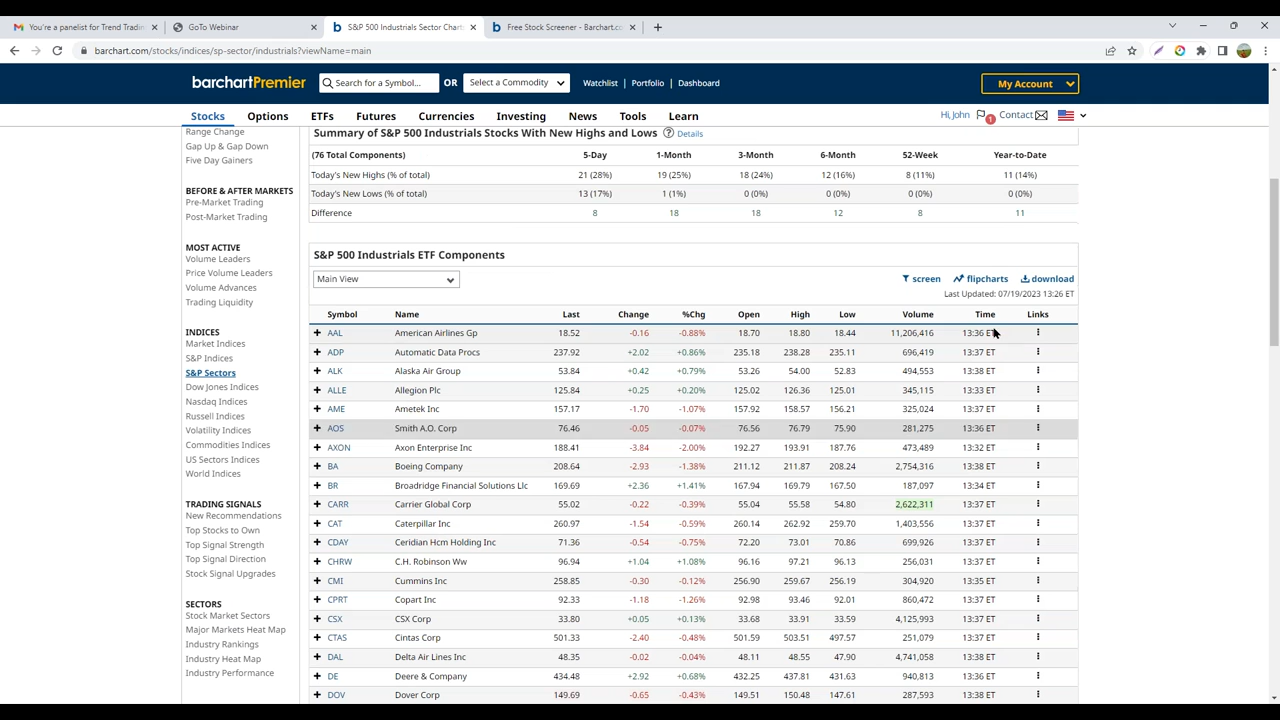 You're a panelist for Trend Tradin
GoTo Webinar
S&P 500 Industrials Sector Chart
Free Stock Screener - Barchart.co
barchart.com/stocks/indices/sp-sector/industrials?viewName=main
barchartPremier
Search for a Symbol...
OR
Select a Commodity
Watchlist | Portfolio | Dashboard
My Account
Stocks Options ETFs Futures Currencies Investing News Tools Learn
Hi, John 1 Contact
Range Change
Gap Up & Gap Down
Five Day Gainers
BEFORE & AFTER MARKETS
Pre-Market Trading
Post-Market Trading
MOST ACTIVE
Volume Leaders
Price Volume Leaders
Volume Advances
Trading Liquidity
INDICES
Market Indices
S&P Indices
S&P Sectors
Dow Jones Indices
Nasdaq Indices
Russell Indices
Volatility Indices
Commodities Indices
US Sectors Indices
World Indices
TRADING SIGNALS
New Recommendations
Top Stocks to Own
Top Signal Strength
Top Signal Direction
Stock Signal Upgrades
SECTORS
Stock Market Sectors
Major Markets Heat Map
Industry Rankings
Industry Heat Map
Industry Performance
Summary of S&P 500 Industrials Stocks With New Highs and Lows ? Details
(76 Total Components) 5-Day 1-Month 3-Month 6-Month 52-Week Year-to-Date
Today's New Highs (% of total) 21 (28%) 19 (25%) 18 (24%) 12 (16%) 8 (11%) 11 (14%)
Today's New Lows (% of total) 13 (17%) 1 (1%) 0 (0%) 0 (0%) 0 (0%) 0 (0%)
Difference 8 18 18 12 8 11
S&P 500 Industrials ETF Components
Main View
screen flipcharts download
Last Updated: 07/19/2023 13:26 ET
Symbol Name Last Change %Chg Open High Low Volume Time Links
AAL American Airlines Gp 18.52 -0.16 -0.88% 18.70 18.80 18.44 11,206,416 13:36 ET
ADP Automatic Data Procs 237.92 +2.02 +0.86% 235.18 238.28 235.11 696,419 13:37 ET
ALK Alaska Air Group 53.84 +0.42 +0.79% 53.26 54.00 52.83 494,553 13:38 ET
ALLE Allegion Plc 125.84 +0.25 +0.20% 125.02 126.36 125.01 345,115 13:33 ET
AME Ametek Inc 157.17 -1.70 -1.07% 157.92 158.57 156.21 325,024 13:37 ET
AOS Smith A.O. Corp 76.46 -0.05 -0.07% 76.56 76.79 75.90 281,275 13:36 ET
AXON Axon Enterprise Inc 188.41 -3.84 -2.00% 192.27 193.91 187.76 473,489 13:32 ET
BA Boeing Company 208.64 -2.93 -1.38% 211.12 211.87 208.24 2,754,316 13:38 ET
BR Broadridge Financial Solutions Llc 169.69 +2.36 +1.41% 167.94 169.79 167.50 187,097 13:34 ET
CARR Carrier Global Corp 55.02 -0.22 -0.39% 55.04 55.58 54.80 2,622,311 13:37 ET
CAT Caterpillar Inc 260.97 -1.54 -0.59% 260.14 262.92 259.70 1,403,556 13:37 ET
CDAY Ceridian Hcm Holding Inc 71.36 -0.54 -0.75% 72.20 73.01 70.86 699,926 13:37 ET
CHRW C.H. Robinson Ww 96.94 +1.04 +1.08% 96.16 97.21 96.13 256,031 13:37 ET
CMI Cummins Inc 258.85 -0.30 -0.12% 256.90 259.67 256.19 304,920 13:35 ET
CPRT Copart Inc 92.33 -1.18 -1.26% 92.98 93.46 92.01 860,472 13:37 ET
CSX CSX Corp 33.80 +0.05 +0.13% 33.68 33.91 33.59 4,125,993 13:37 ET
CTAS Cintas Corp 501.33 -2.40 -0.48% 501.59 503.51 497.57 251,079 13:37 ET
DAL Delta Air Lines Inc 48.35 -0.02 -0.04% 48.11 48.55 47.90 4,741,058 13:38 ET
DE Deere & Company 434.48 +2.92 +0.68% 432.25 437.81 431.63 940,813 13:36 ET
DOV Dover Corp 149.69 -0.65 -0.43% 149.51 150.48 147.61 287,593 13:38 ET